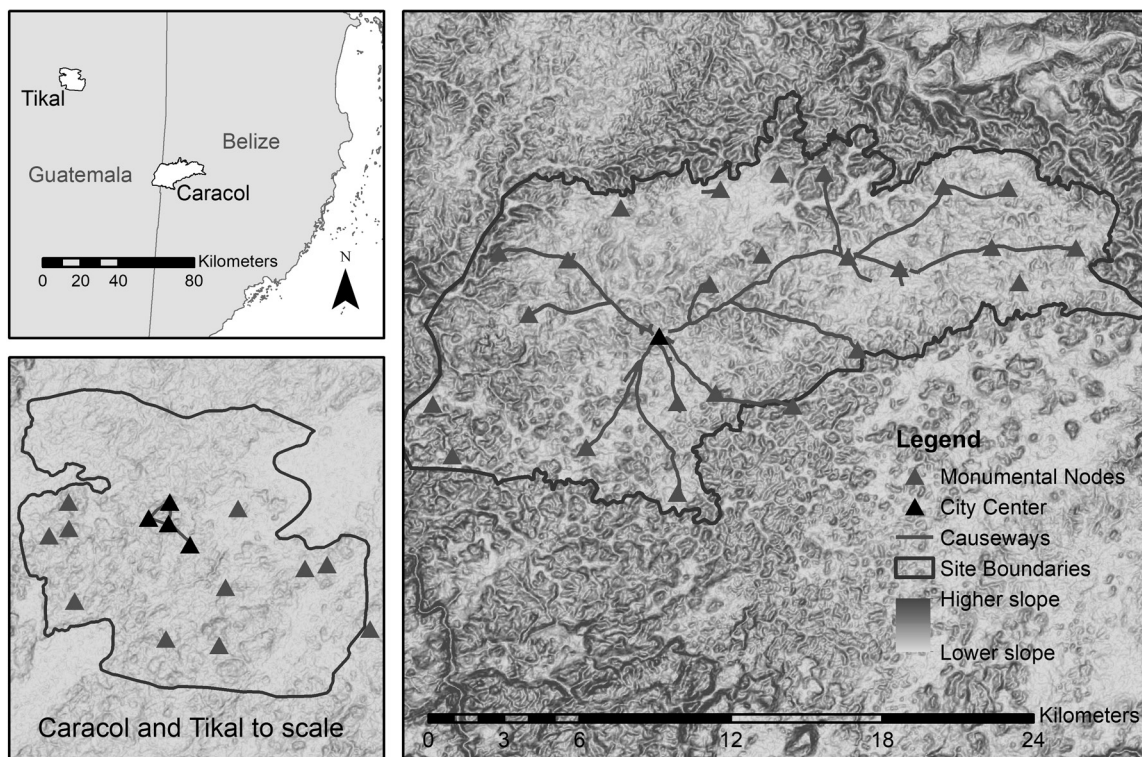 Tikal
Belize
Guatemala
Caracol
Kilometers
0 20 40 80
N
Caracol and Tikal to scale
Legend
Monumental Nodes
City Center
Causeways
Site Boundaries
Higher slope
Lower slope
Kilometers
0 3 6 12 18 24